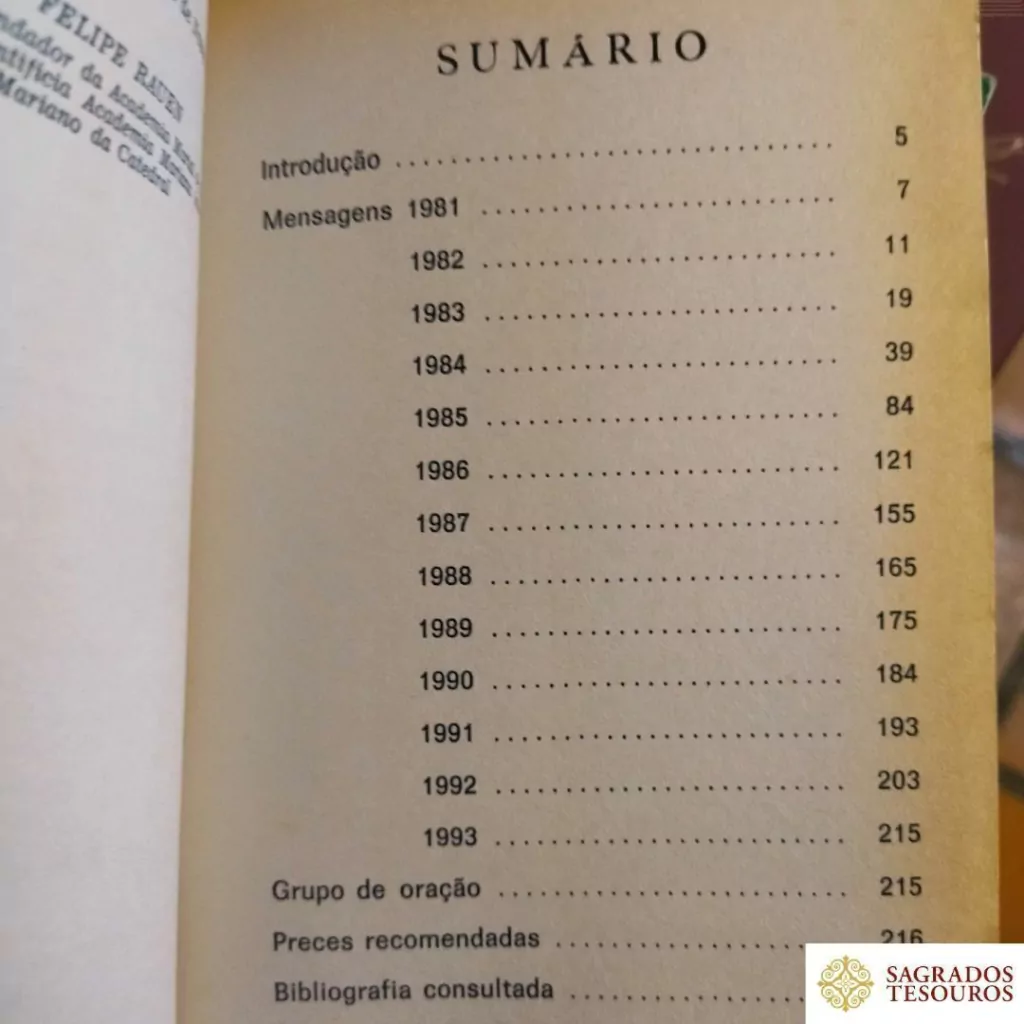 FELIPE RAUEN
ndador da Academia
ntifícia Academia
Mariano da Catedral
SUMÁRIO
Introdução ........................................ 5
Mensagens 1981 ............................ 7
1982 ............................ 11
1983 ............................ 19
1984 ............................ 39
1985 ............................ 84
1986 ............................ 121
1987 ............................ 155
1988 ............................ 165
1989 ............................ 175
1990 ............................ 184
1991 ............................ 193
1992 ............................ 203
1993 ............................ 215
Grupo de oração ............................ 215
Preces recomendadas .................... 216
Bibliografia consultada ................
SAGRADOS
TESOUROS